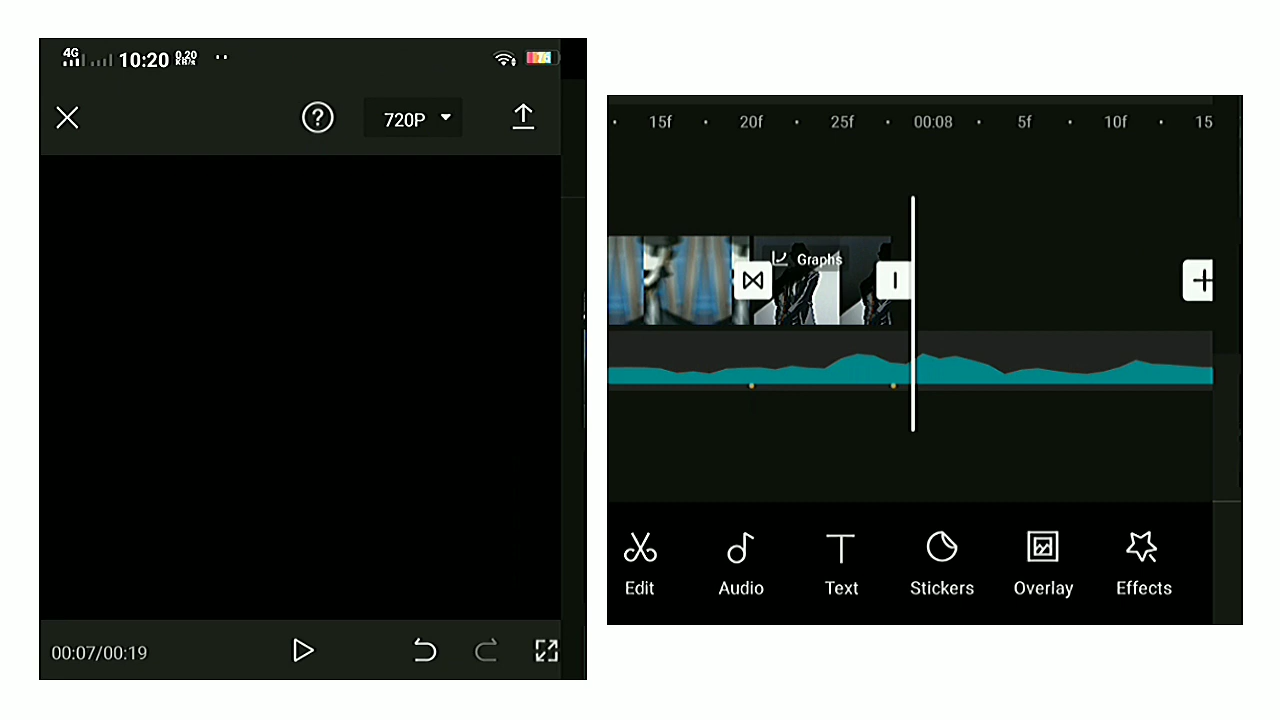 4G 10:20 0.20 KB/s
720P
00:07/00:19
15f 20f 25f 00:08 5f 10f 15
Graphs
Edit Audio Text Stickers Overlay Effects